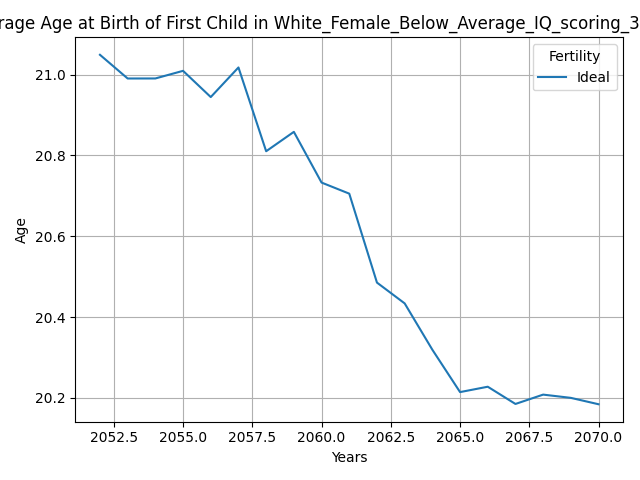 Age at Birth of First Child in White_Female_Below_Average_IQ_scoring_3
Fertility
Ideal
21.0
20.8
20.6
20.4
20.2
Age
2052.5 2055.0 2057.5 2060.0 2062.5 2065.0 2067.5 2070.0
Years